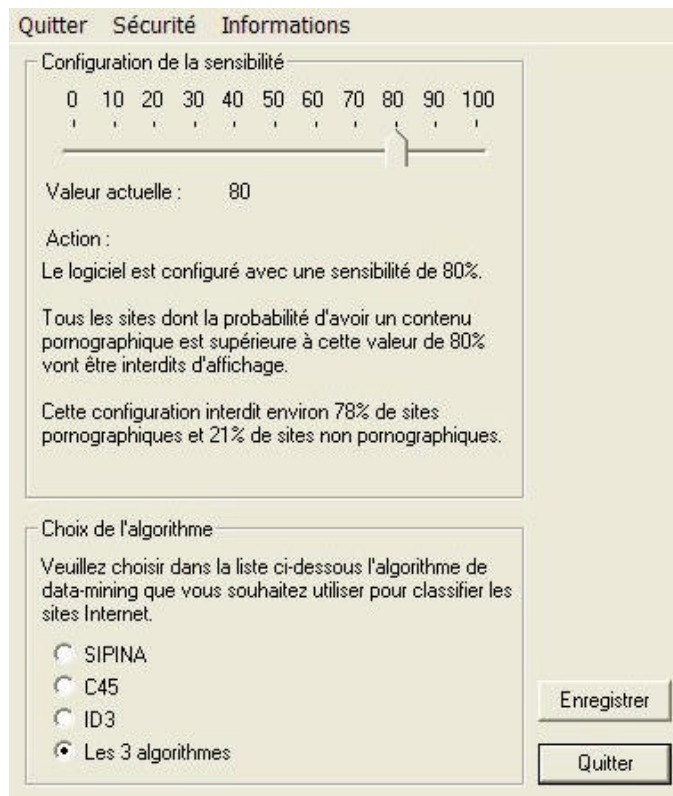 Quitter Sécurité Informations
Configuration de la sensibilité
0 10 20 30 40 50 60 70 80 90 100
Valeur actuelle : 80
Action :
Le logiciel est configuré avec une sensibilité de 80%.
Tous les sites dont la probabilité d'avoir un contenu
pornographique est supérieure à cette valeur de 80%
vont être interdits d'affichage.
Cette configuration interdit environ 78% de sites
pornographiques et 21% de sites non pornographiques.
Choix de l'algorithme
Veuillez choisir dans la liste ci-dessous l'algorithme de
data-mining que vous souhaitez utiliser pour classifier les
sites Internet.
SIPINA
C45
ID3
Les 3 algorithmes
Enregistrer
Quitter